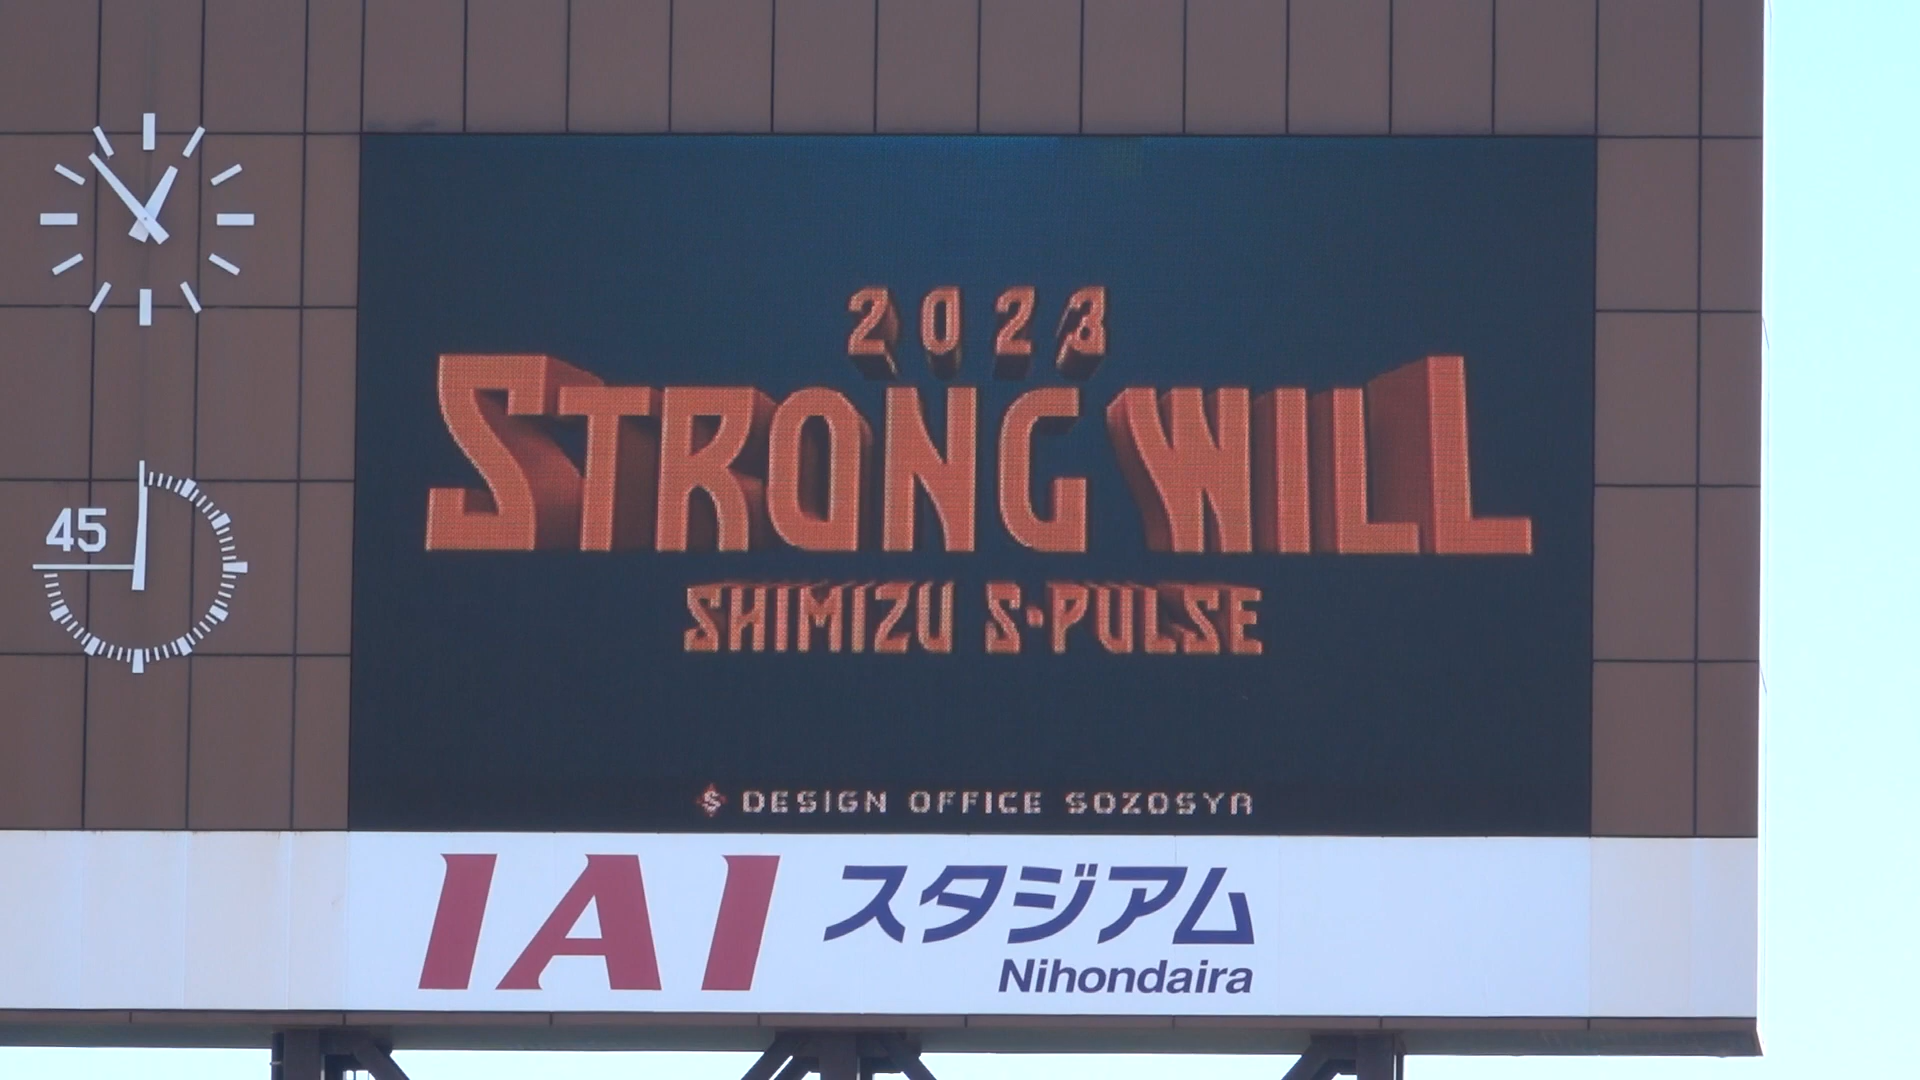 2023
STRONG WILL
45
SHIMIZU S·PULSE
S DESIGN OFFICE SOZOSYA
IAI スタジアム
Nihondaira